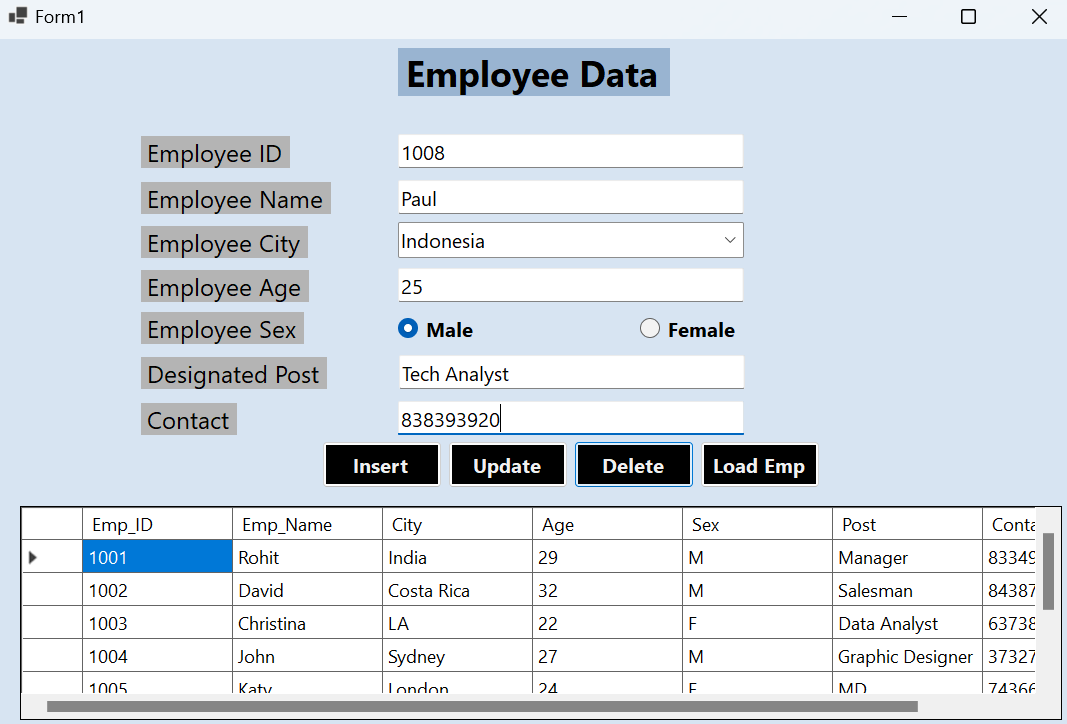 Form1
Employee Data
Employee ID 1008
Employee Name Paul
Employee City Indonesia
Employee Age 25
Employee Sex Male Female
Designated Post Tech Analyst
Contact 838393920
Insert Update Delete Load Emp
Emp_ID Emp_Name City Age Sex Post Conta
1001 Rohit India 29 M Manager 83349
1002 David Costa Rica 32 M Salesman 84387
1003 Christina LA 22 F Data Analyst 63738
1004 John Sydney 27 M Graphic Designer 37327
1005 Katy London 24 F MD 74366